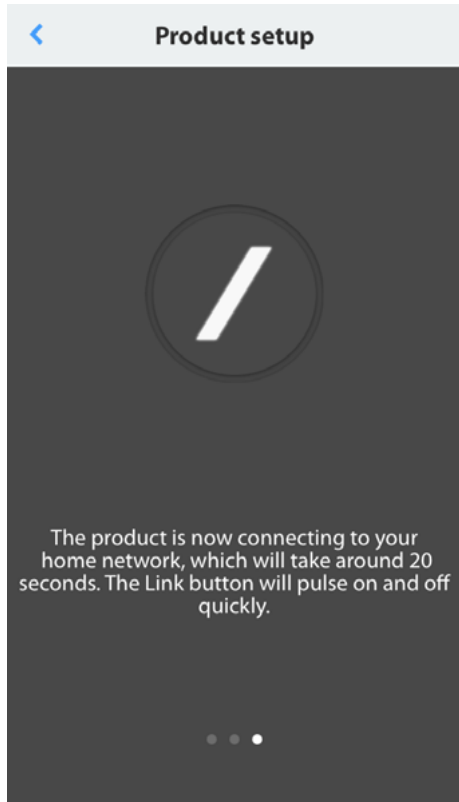 Product setup
The product is now connecting to your
home network, which will take around 20
seconds. The Link button will pulse on and off
quickly.